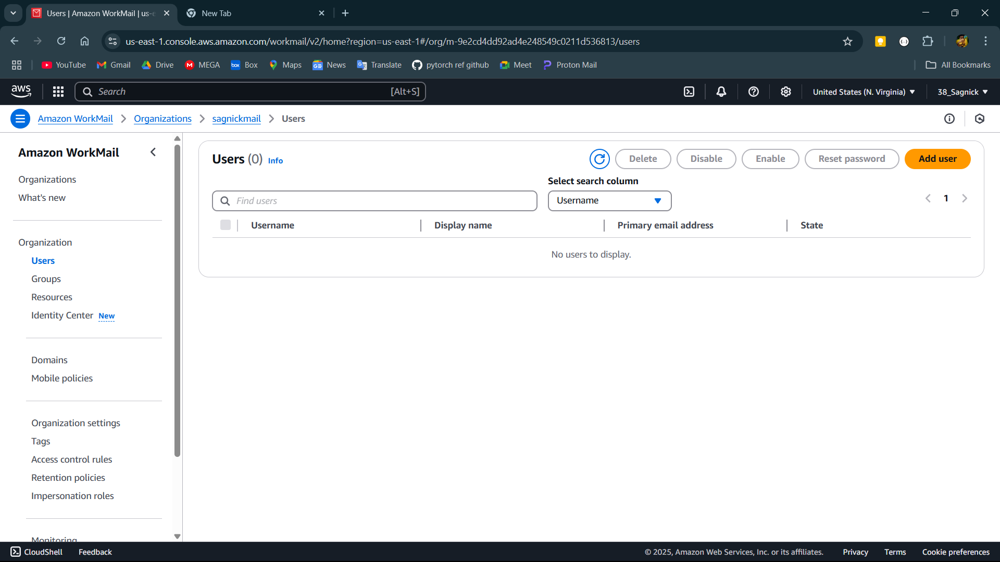 Users | Amazon WorkMail | us-e
New Tab
us-east-1.console.aws.amazon.com/workmail/v2/home?region=us-east-1#/org/m-9e2cd4dd92ad4e248549c0211d536813/users
YouTube Gmail Drive MEGA Box Maps News Translate pytorch ref github Meet Proton Mail All Bookmarks
aws Search [Alt+S] United States (N. Virginia) 38_Sagnick
Amazon WorkMail Organizations sagnickmail Users
Amazon WorkMail
Organizations
What's new
Organization
Users
Groups
Resources
Identity Center New
Domains
Mobile policies
Organization settings
Tags
Access control rules
Retention policies
Impersonation roles
Monitoring
Users (0) Info
Delete Disable Enable Reset password Add user
Select search column
Find users Username 1
Username Display name Primary email address State
No users to display.
CloudShell Feedback © 2025, Amazon Web Services, Inc. or its affiliates. Privacy Terms Cookie preferences